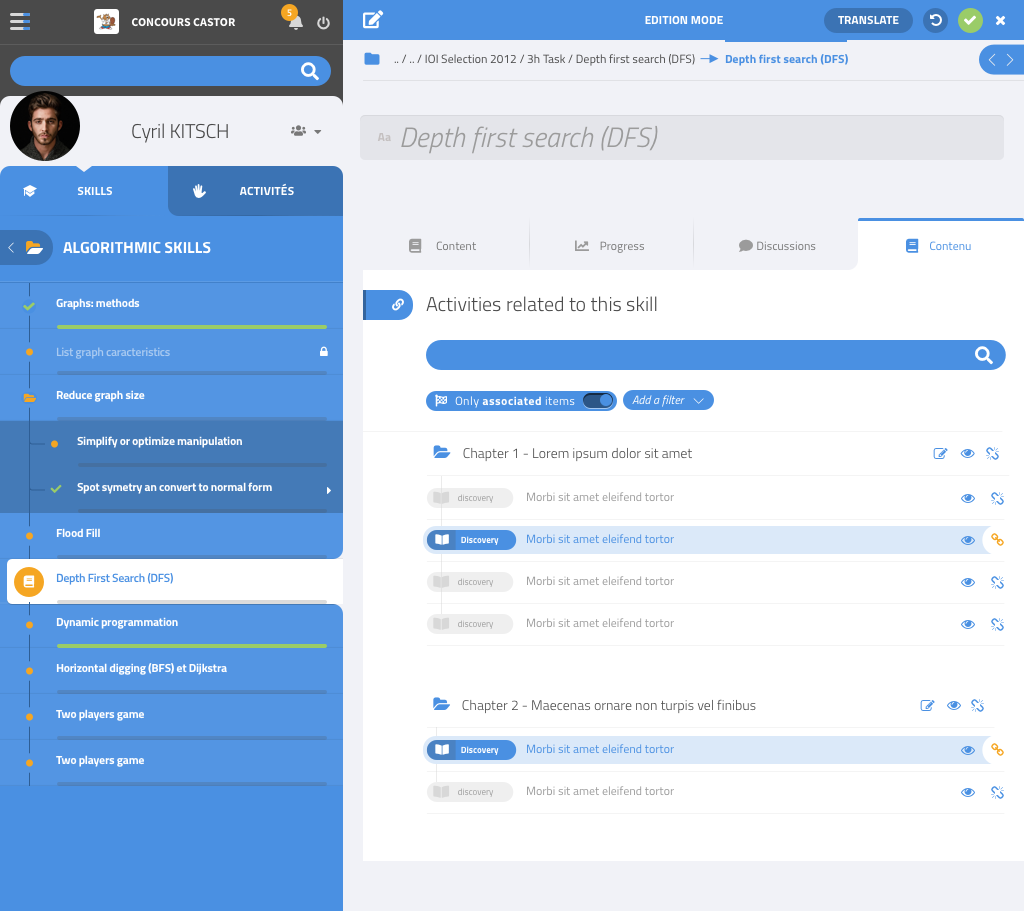 CONCOURS CASTOR
5
Cyril KITSCH
SKILLS
ACTIVITÉS
ALGORITHMIC SKILLS
Graphs: methods
List graph caracteristics
Reduce graph size
Simplify or optimize manipulation
Spot symetry an convert to normal form
Flood Fill
Depth First Search (DFS)
Dynamic programmation
Horizontal digging (BFS) et Dijkstra
Two players game
Two players game
EDITION MODE
TRANSLATE
.. / .. / IOI Selection 2012 / 3h Task / Depth first search (DFS) Depth first search (DFS)
Aa Depth first search (DFS)
Content
Progress
Discussions
Contenu
Activities related to this skill
Only associated items
Add a filter
Chapter 1 - Lorem ipsum dolor sit amet
discovery Morbi sit amet eleifend tortor
Discovery Morbi sit amet eleifend tortor
discovery Morbi sit amet eleifend tortor
discovery Morbi sit amet eleifend tortor
Chapter 2 - Maecenas ornare non turpis vel finibus
Discovery Morbi sit amet eleifend tortor
discovery Morbi sit amet eleifend tortor